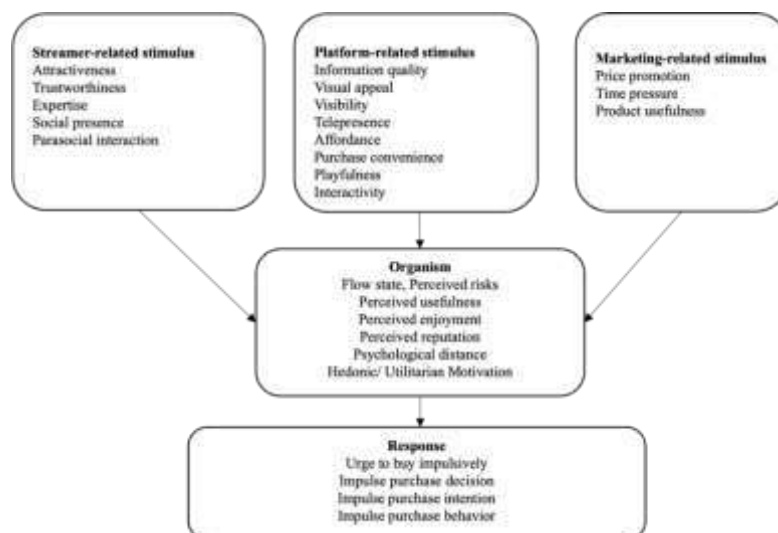 Streamer-related stimulus
Attractiveness
Trustworthiness
Expertise
Social presence
Parasocial interaction
Platform-related stimulus
Information quality
Visual appeal
Visibility
Telepresence
Affordance
Purchase convenience
Playfulness
Interactivity
Marketing-related stimulus
Price promotion
Time pressure
Product usefulness
Organism
Flow state, Perceived risks
Perceived usefulness
Perceived enjoyment
Perceived reputation
Psychological distance
Hedonic/ Utilitarian Motivation
Response
Urge to buy impulsively
Impulse purchase decision
Impulse purchase intention
Impulse purchase behavior